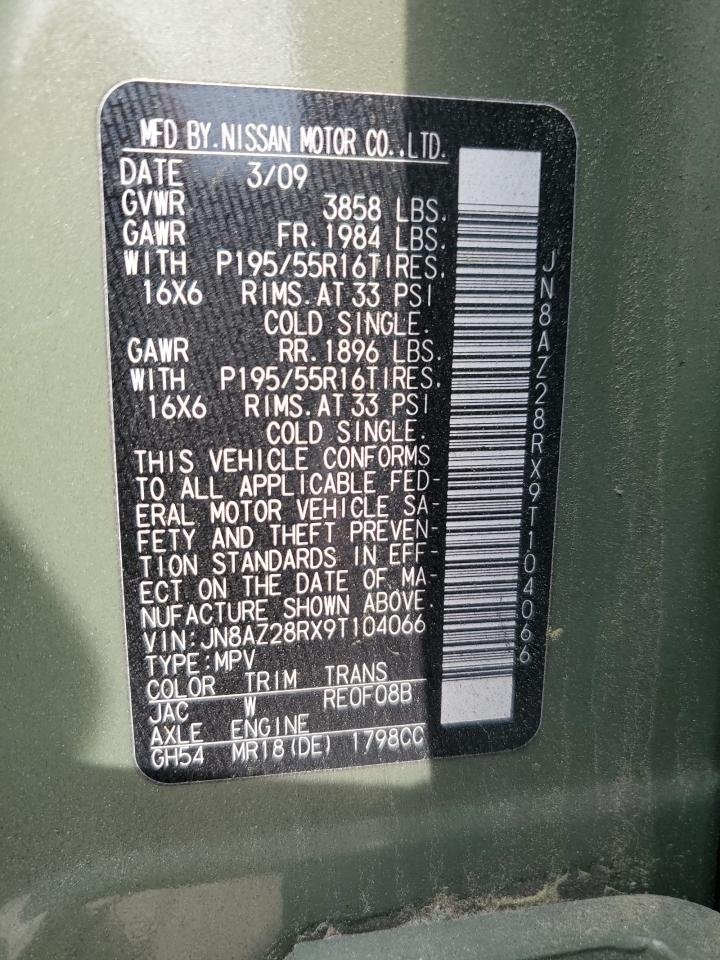 MFD BY.NISSAN MOTOR CO.,LTD.
DATE 3/09
GVWR 3858 LBS.
GAWR FR.1984 LBS.
WITH P195/55R16TIRES.
16X6 RIMS.AT 33 PSI
COLD SINGLE.
GAWR RR.1896 LBS.
WITH P195/55R16TIRES.
16X6 RIMS.AT 33 PSI
COLD SINGLE.
THIS VEHICLE CONFORMS
TO ALL APPLICABLE FED-
ERAL MOTOR VEHICLE SA-
FETY AND THEFT PREVEN-
TION STANDARDS IN EFF-
ECT ON THE DATE OF MA-
NUFACTURE SHOWN ABOVE.
VIN:JN8AZ28RX9T104066
TYPE:MPV
COLOR TRIM TRANS
JAC W RE0F08B
AXLE ENGINE
GH54 MR18(DE) 1798CC
JN8AZ28RX9T104066